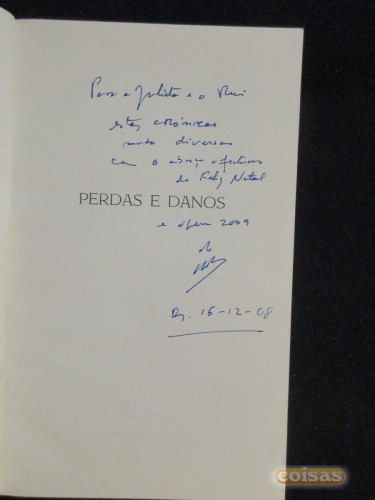 Para a Julieta e o Rui
estas crónicas
muito diversas
com o abraço afectuoso
de Feliz Natal
PERDAS E DANOS
e óptimo 2009
do
16-12-08
coisas